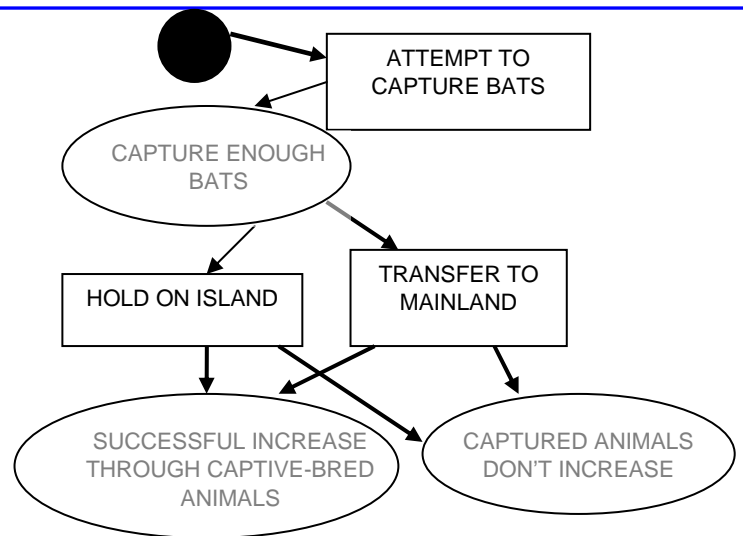 ATTEMPT TO
CAPTURE BATS
CAPTURE ENOUGH
BATS
HOLD ON ISLAND
TRANSFER TO
MAINLAND
SUCCESSFUL INCREASE
THROUGH CAPTIVE-BRED
ANIMALS
CAPTURED ANIMALS
DON'T INCREASE